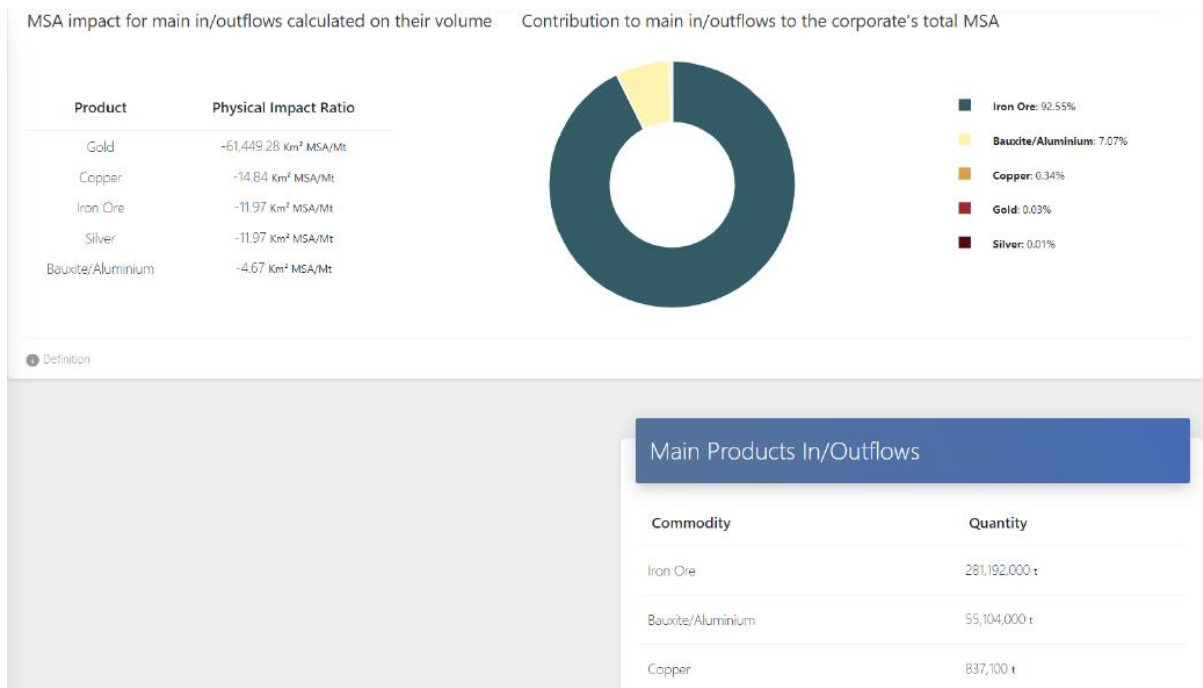 MSA impact for main in/outflows calculated on their volume
Contribution to main in/outflows to the corporate's total MSA
Product Physical Impact Ratio
Gold -61,449.28 Km² MSA/Mt
Copper -14.84 Km² MSA/Mt
Iron Ore -11.97 Km² MSA/Mt
Silver -11.97 Km² MSA/Mt
Bauxite/Aluminium -4.67 Km² MSA/Mt
Iron Ore: 92.55%
Bauxite/Aluminium: 7.07%
Copper: 0.34%
Gold: 0.03%
Silver: 0.01%
Definition
Main Products In/Outflows
Commodity Quantity
Iron Ore 281,192,000 t
Bauxite/Aluminium 55,104,000 t
Copper 837,100 t